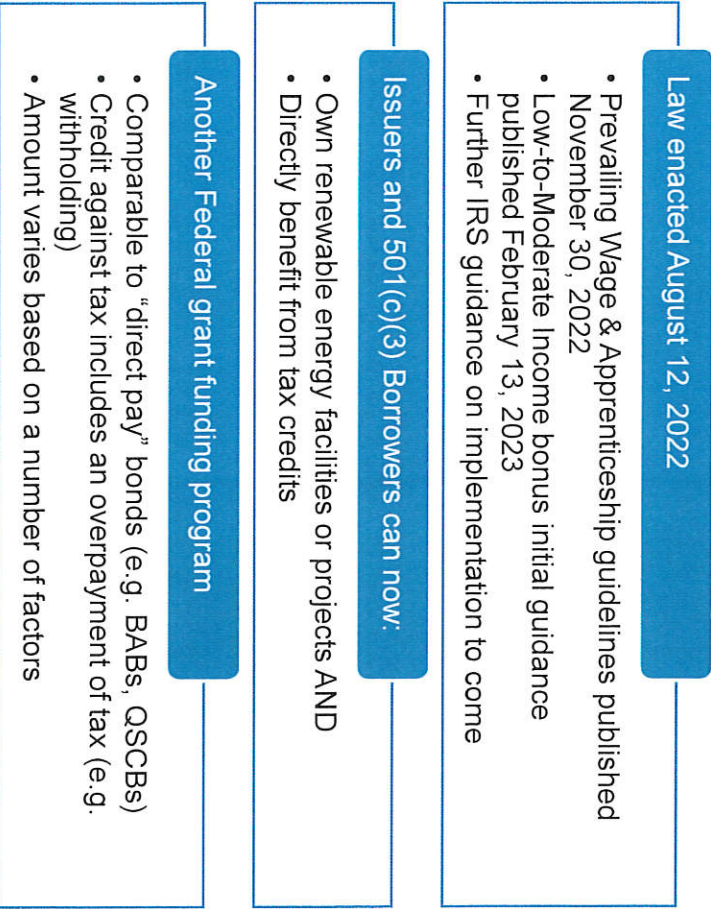 Law enacted August 12, 2022
• Prevailing Wage & Apprenticeship guidelines published
November 30, 2022
• Low-to-Moderate Income bonus initial guidance
published February 13, 2023
• Further IRS guidance on implementation to come
Issuers and 501(c)(3) Borrowers can now:
• Own renewable energy facilities or projects AND
• Directly benefit from tax credits
Another Federal grant funding program
• Comparable to “direct pay” bonds (e.g. BABs, QSCBs)
• Credit against tax includes an overpayment of tax (e.g.
withholding)
• Amount varies based on a number of factors